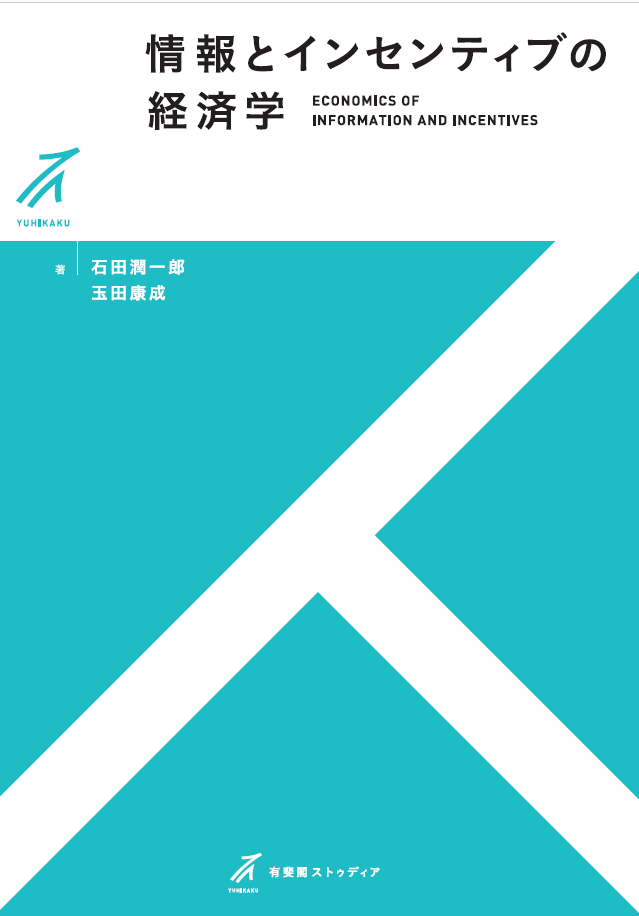 情報とインセンティブの
経済学
ECONOMICS OF
INFORMATION AND INCENTIVES
YUHIKAKU
著
石田潤一郎
玉田康成
YUHIKAKU
有斐閣ストゥディア